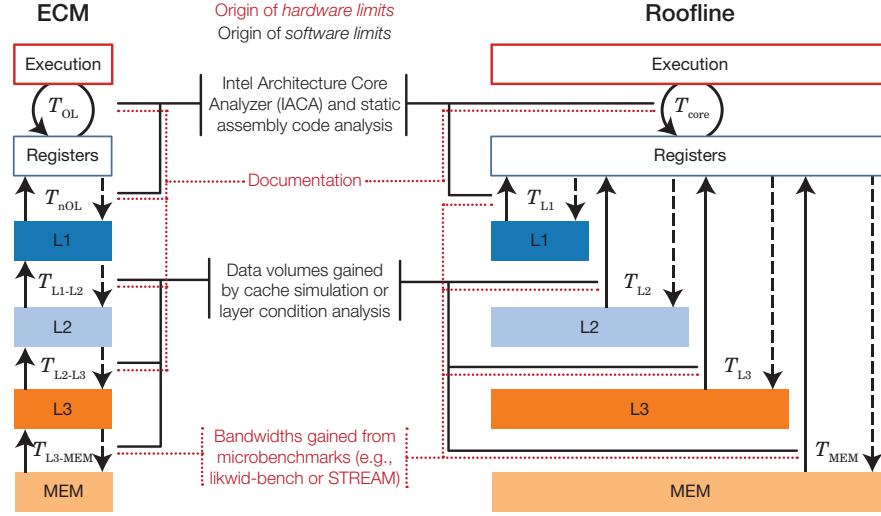 ECM
Origin of hardware limits
Origin of software limits
Roofline
Execution
Execution
T_OL
Intel Architecture Core
Analyzer (IACA) and static
assembly code analysis
T_core
Registers
Registers
Documentation
T_nOL
T_L1
L1
L1
T_L1-L2
Data volumes gained
by cache simulation or
layer condition analysis
T_L2
L2
L2
T_L2-L3
T_L3
L3
L3
T_L3-MEM
Bandwidths gained from
microbenchmarks (e.g.,
likwid-bench or STREAM)
T_MEM
MEM
MEM